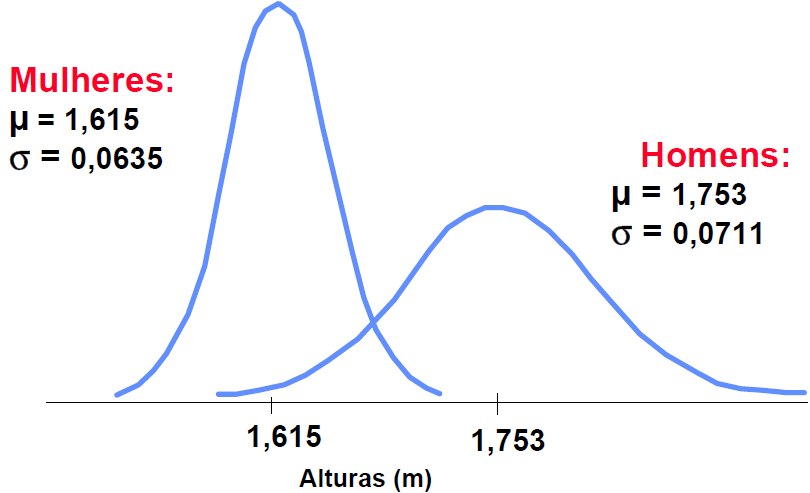 Mulheres:
μ = 1,615
σ = 0,0635
Homens:
μ = 1,753
σ = 0,0711
1,615
1,753
Alturas (m)